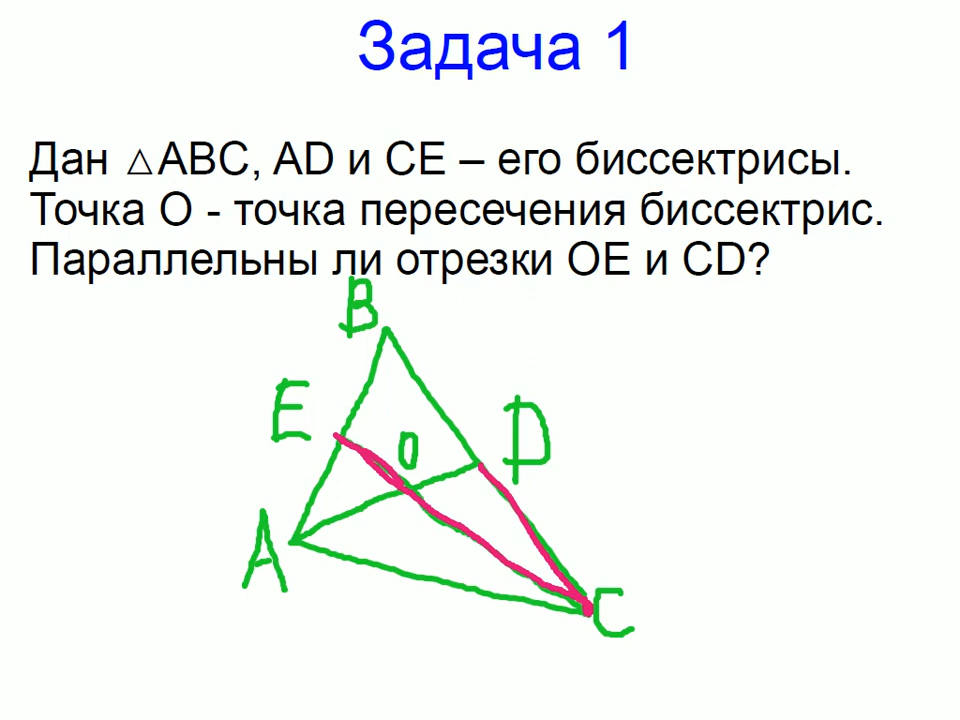 Задача 1
Дан △ABC, AD и CE – его биссектрисы.
Точка O - точка пересечения биссектрис.
Параллельны ли отрезки OE и CD?
B
E
O
D
A
C